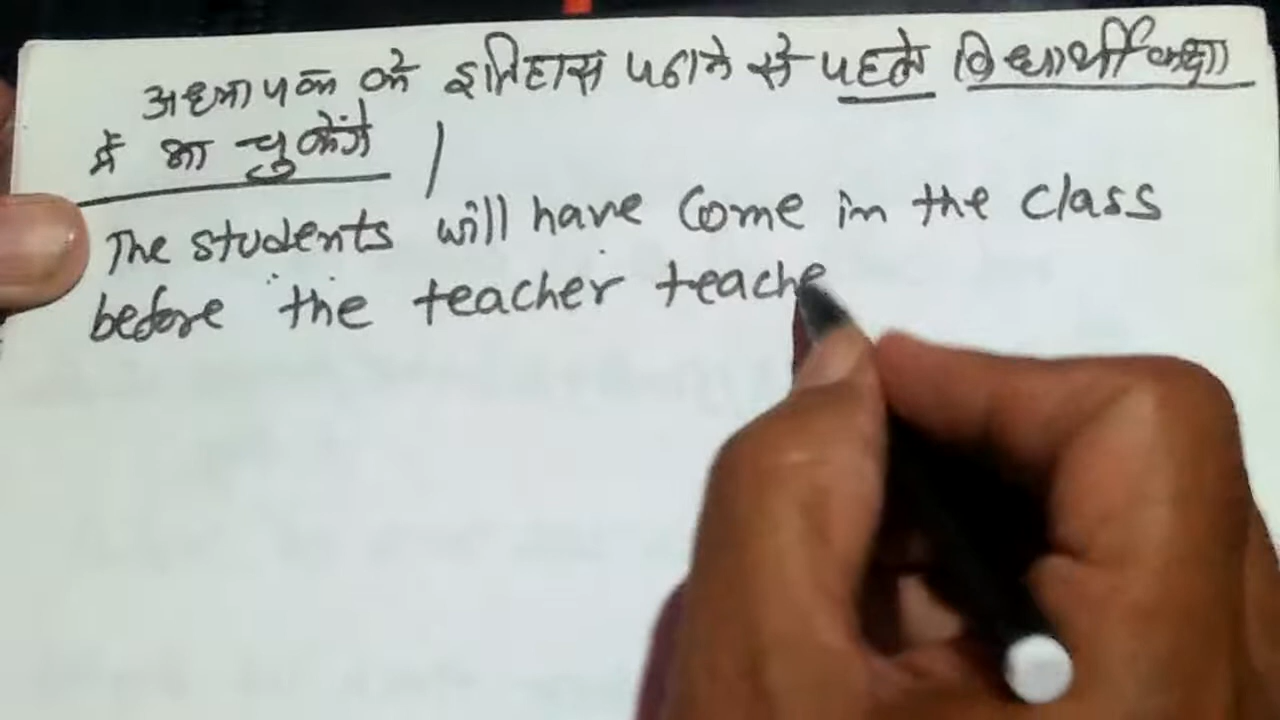 अध्यापक के इतिहास पढाने से पहले विधार्थी कक्षा
में आ चुकेंगे |
The students will have Come in the class
before the teacher teache